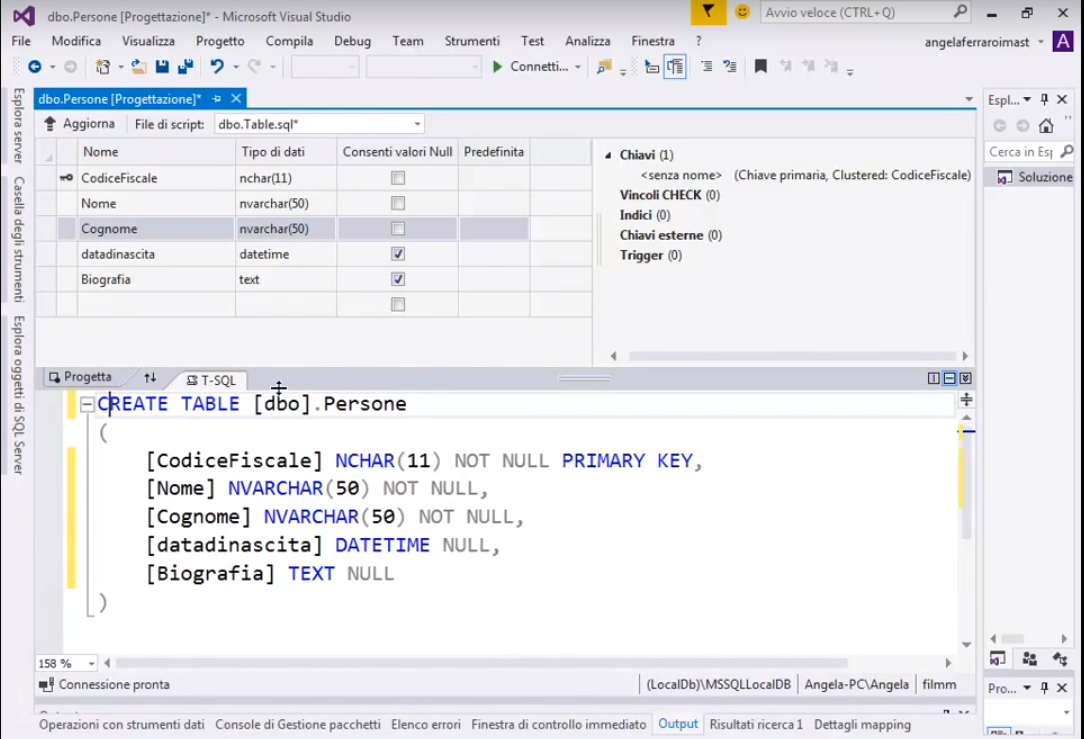 dbo.Persone [Progettazione]* - Microsoft Visual Studio
Avvio veloce (CTRL+Q)
File Modifica Visualizza Progetto Compila Debug Team Strumenti Test Analizza Finestra ? angelaferraroimast A
Connetti...
Esplora server
Casella degli strumenti
Esplora oggetti di SQL Server
dbo.Persone [Progettazione]*
Aggiorna File di script: dbo.Table.sql*
Nome Tipo di dati Consenti valori Null Predefinita
CodiceFiscale nchar(11)
Nome nvarchar(50)
Cognome nvarchar(50)
datadinascita datetime
Biografia text
Chiavi (1)
<senza nome> (Chiave primaria, Clustered: CodiceFiscale)
Vincoli CHECK (0)
Indici (0)
Chiavi esterne (0)
Trigger (0)
Espl...
Cerca in Esp
Soluzione
Progetta T-SQL
CREATE TABLE [dbo].Persone
(
[CodiceFiscale] NCHAR(11) NOT NULL PRIMARY KEY,
[Nome] NVARCHAR(50) NOT NULL,
[Cognome] NVARCHAR(50) NOT NULL,
[datadinascita] DATETIME NULL,
[Biografia] TEXT NULL
)
158 %
Connessione pronta (LocalDb)\MSSQLLocalDB Angela-PC\Angela filmm
Pro...
Operazioni con strumenti dati Console di Gestione pacchetti Elenco errori Finestra di controllo immediato Output Risultati ricerca 1 Dettagli mapping